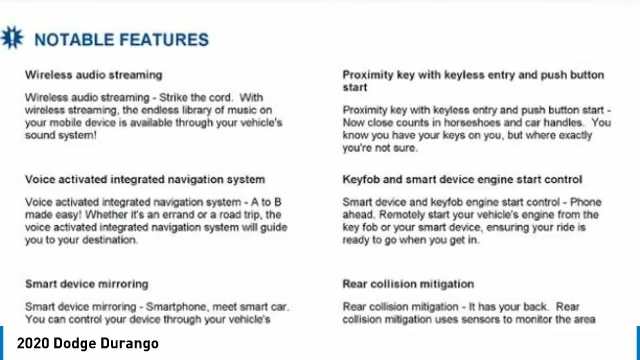 NOTABLE FEATURES
Wireless audio streaming
Wireless audio streaming - Strike the cord. With
wireless streaming, the endless library of music on
your mobile device is available through your vehicle's
sound system!
Voice activated integrated navigation system
Voice activated integrated navigation system - A to B
made easy! Whether it's an errand or a road trip, the
voice activated integrated navigation system will guide
you to your destination.
Smart device mirroring
Smart device mirroring - Smartphone, meet smart car.
You can control your device through your vehicle's
Proximity key with keyless entry and push button
start
Proximity key with keyless entry and push button start -
Now close counts in horseshoes and car handles. You
know you have your keys on you, but where exactly
you're not sure.
Keyfob and smart device engine start control
Smart device and keyfob engine start control - Phone
ahead. Remotely start your vehicle's engine from the
key fob or your smart device, ensuring your ride is
ready to go when you get in.
Rear collision mitigation
Rear collision mitigation - It has your back. Rear
collision mitigation uses sensors to monitor the area
2020 Dodge Durango